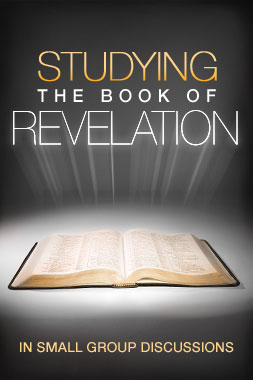 STUDYING
THE BOOK OF
REVELATION
IN SMALL GROUP DISCUSSIONS